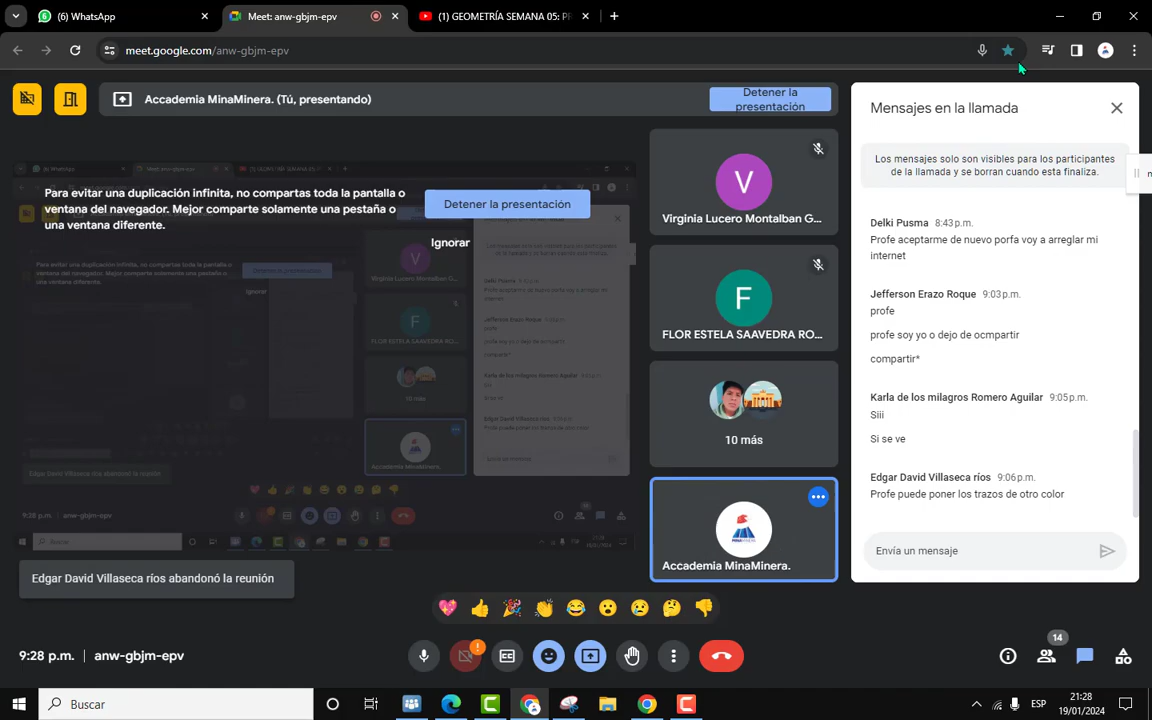 (6) WhatsApp
Meet: anw-gbjm-epv
(1) GEOMETRÍA SEMANA 05: PR
meet.google.com/anw-gbjm-epv
Accademia MinaMinera. (Tú, presentando)
Detener la
presentación
Para evitar una duplicación infinita, no compartas toda la pantalla o
ventana del navegador. Mejor comparte solamente una pestaña o
una ventana diferente.
Detener la presentación
Ignorar
V
Virginia Lucero Montalban G...
F
FLOR ESTELA SAAVEDRA RO...
10 más
MINAMINERA
Accademia MinaMinera.
Mensajes en la llamada
Los mensajes solo son visibles para los participantes
de la llamada y se borran cuando esta finaliza.
Delki Pusma 8:43 p.m.
Profe aceptarme de nuevo porfa voy a arreglar mi
internet
Jefferson Erazo Roque 9:03 p.m.
profe
profe soy yo o dejo de ocmpartir
compartir*
Karla de los milagros Romero Aguilar 9:05 p.m.
Siii
Si se ve
Edgar David Villaseca ríos 9:06 p.m.
Profe puede poner los trazos de otro color
Envía un mensaje
Edgar David Villaseca ríos abandonó la reunión
9:28 p.m. anw-gbjm-epv
14
Buscar
ESP
21:28
19/01/2024